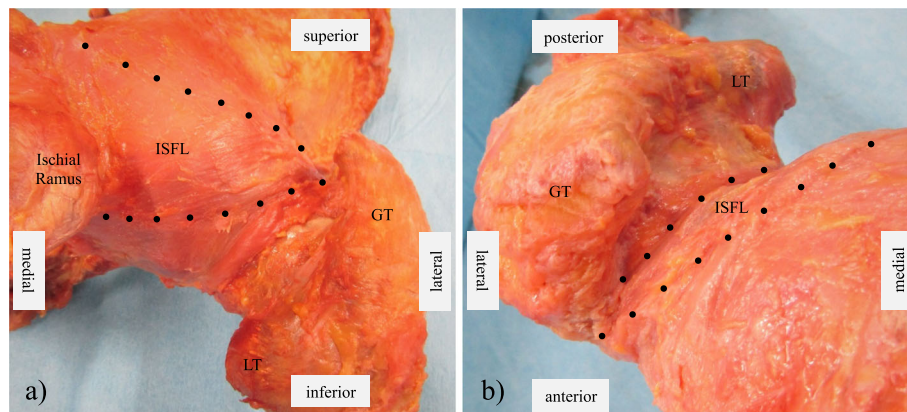 superior
ISFL
Ischial
Ramus
GT
medial
lateral
LT
a)
inferior
posterior
LT
GT
ISFL
lateral
medial
b)
anterior